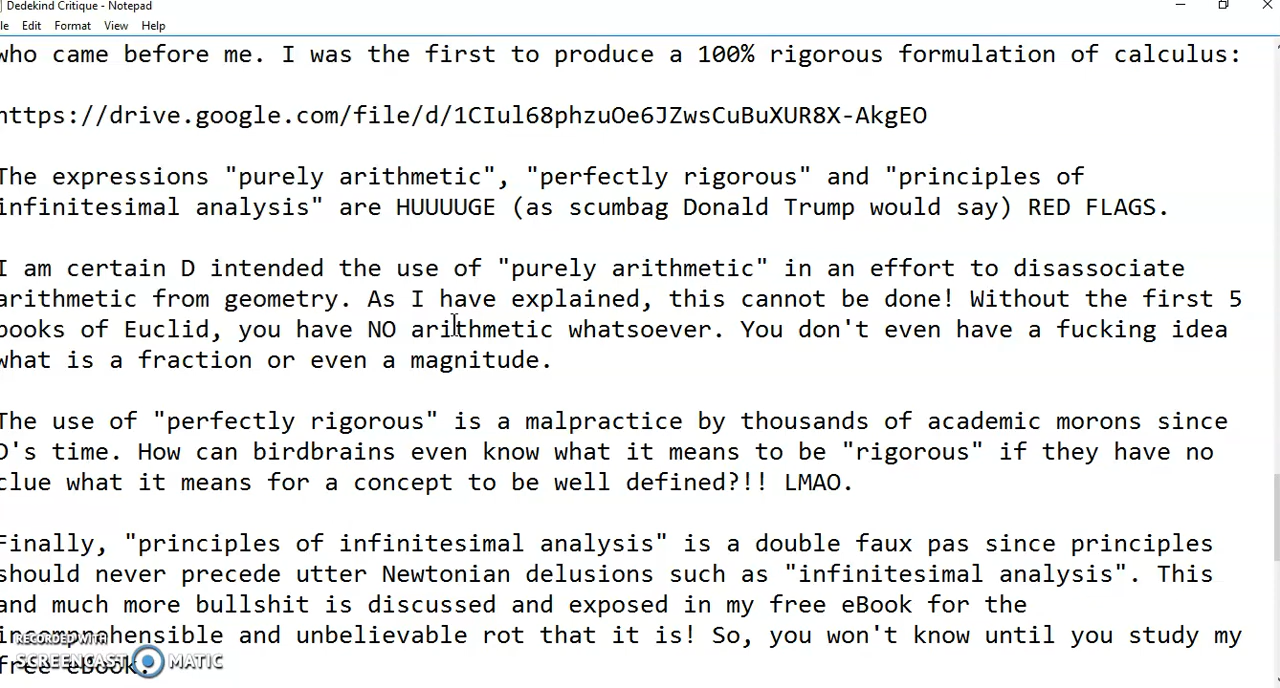 Dedekind Critique - Notepad
le Edit Format View Help
who came before me. I was the first to produce a 100% rigorous formulation of calculus:
https://drive.google.com/file/d/1CIul68phzuOe6JZwsCuBuXUR8X-AkgEO
The expressions "purely arithmetic", "perfectly rigorous" and "principles of
infinitesimal analysis" are HUUUUGE (as scumbag Donald Trump would say) RED FLAGS.
I am certain D intended the use of "purely arithmetic" in an effort to disassociate
arithmetic from geometry. As I have explained, this cannot be done! Without the first 5
books of Euclid, you have NO arithmetic whatsoever. You don't even have a fucking idea
what is a fraction or even a magnitude.
The use of "perfectly rigorous" is a malpractice by thousands of academic morons since
D's time. How can birdbrains even know what it means to be "rigorous" if they have no
clue what it means for a concept to be well defined?!! LMAO.
Finally, "principles of infinitesimal analysis" is a double faux pas since principles
should never precede utter Newtonian delusions such as "infinitesimal analysis". This
and much more bullshit is discussed and exposed in my free eBook for the
incomprehensible and unbelievable rot that it is! So, you won't know until you study my
free eBook.
RECORDED WITH
SCREENCAST MATIC